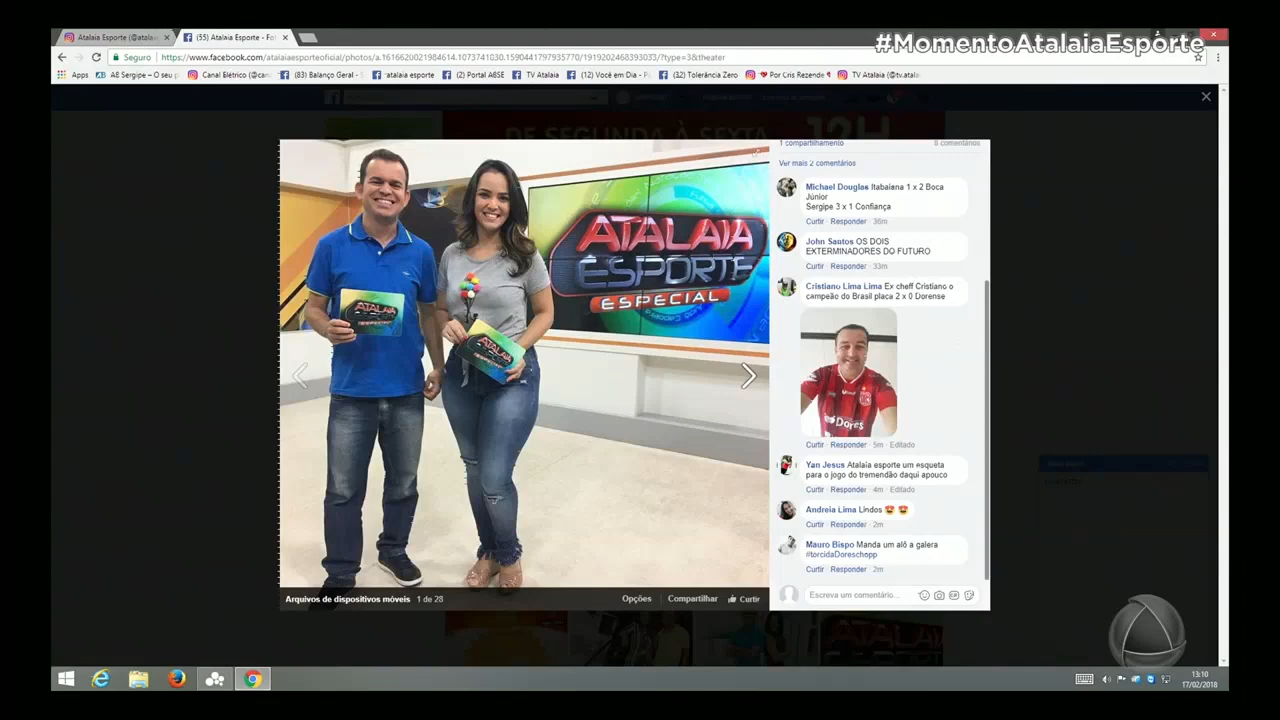 #MomentoAtalaiaEsporte
Atalaia Esporte (@atalai
(55) Atalaia Esporte - Fo
Seguro
https://www.facebook.com/atalaiaesporteoficial/photos/a.1616620021984614.1073741030.1590441797935770/1919202468393033/?type=3&theater
Apps
A8 Sergipe – O seu p
Canal Elétrico (@can
(83) Balanço Geral - S
atalaia esporte
(2) Portal A8SE
TV Atalaia
(12) Você em Dia - P
(32) Tolerância Zero
Por Cris Rezende
TV Atalaia (@tv.atala
DE SEGUNDA À SEXTA 12H
ATALAIA
ESPORTE
ESPECIAL
ATALAIA
ESPORTE
ATALAIA
ESPORTE
1 compartilhamento
8 comentários
Ver mais 2 comentários
Michael Douglas Itabaiana 1 x 2 Boca
Júnior
Sergipe 3 x 1 Confiança
Curtir · Responder · 36m
John Santos OS DOIS
EXTERMINADORES DO FUTURO
Curtir · Responder · 33m
Cristiano Lima Lima Ex cheff Cristiano o
campeão do Brasil placa 2 x 0 Dorense
Dores
Curtir · Responder · 5m · Editado
Yan Jesus Atalaia esporte um esqueta
para o jogo do tremendão daqui apouco
Curtir · Responder · 4m · Editado
Andreia Lima Lindos
Curtir · Responder · 2m
Mauro Bispo Manda um alô a galera
#torcidaDoreschopp
Curtir · Responder · 2m
Escreva um comentário...
Arquivos de dispositivos móveis 1 de 28
Opções
Compartilhar
Curtir
13:10
17/02/2018